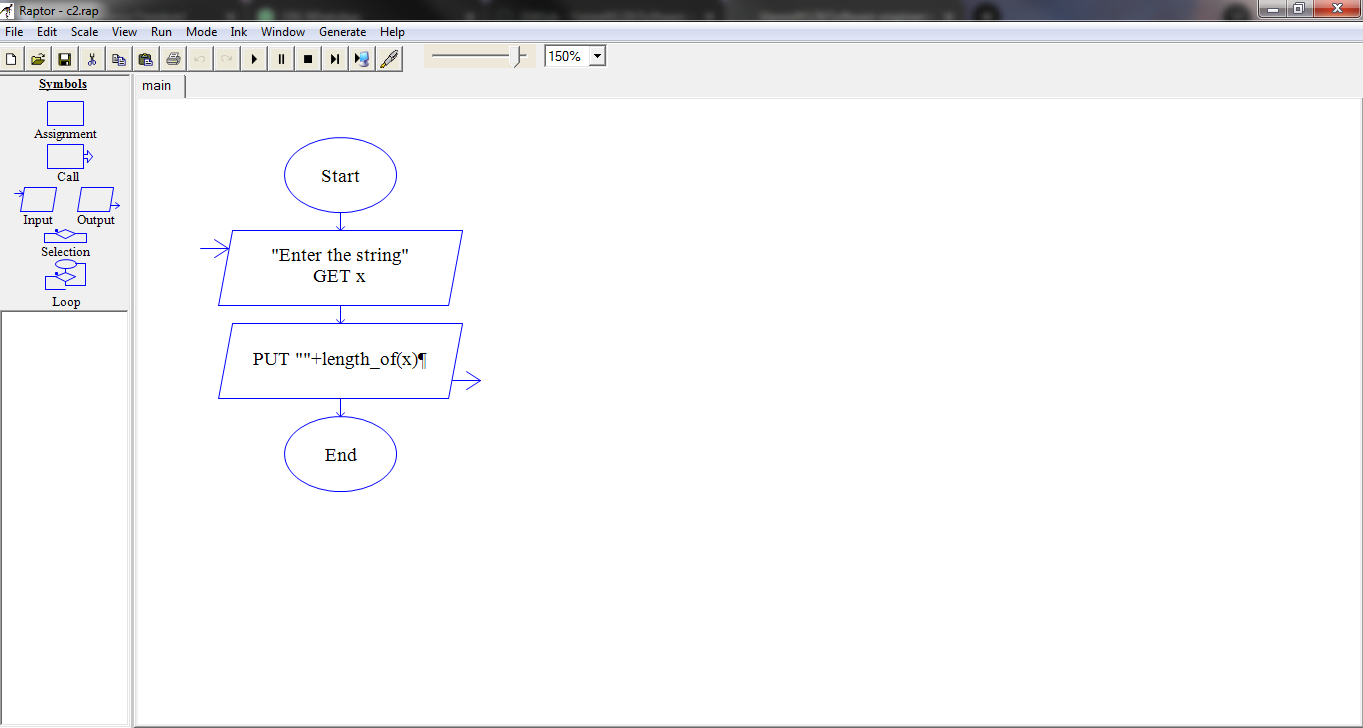 Raptor - c2.rap
File Edit Scale View Run Mode Ink Window Generate Help
150%
Symbols
main
Assignment
Call
Input Output
Selection
Loop
Start
"Enter the string"
GET x
PUT ""+length_of(x)¶
End